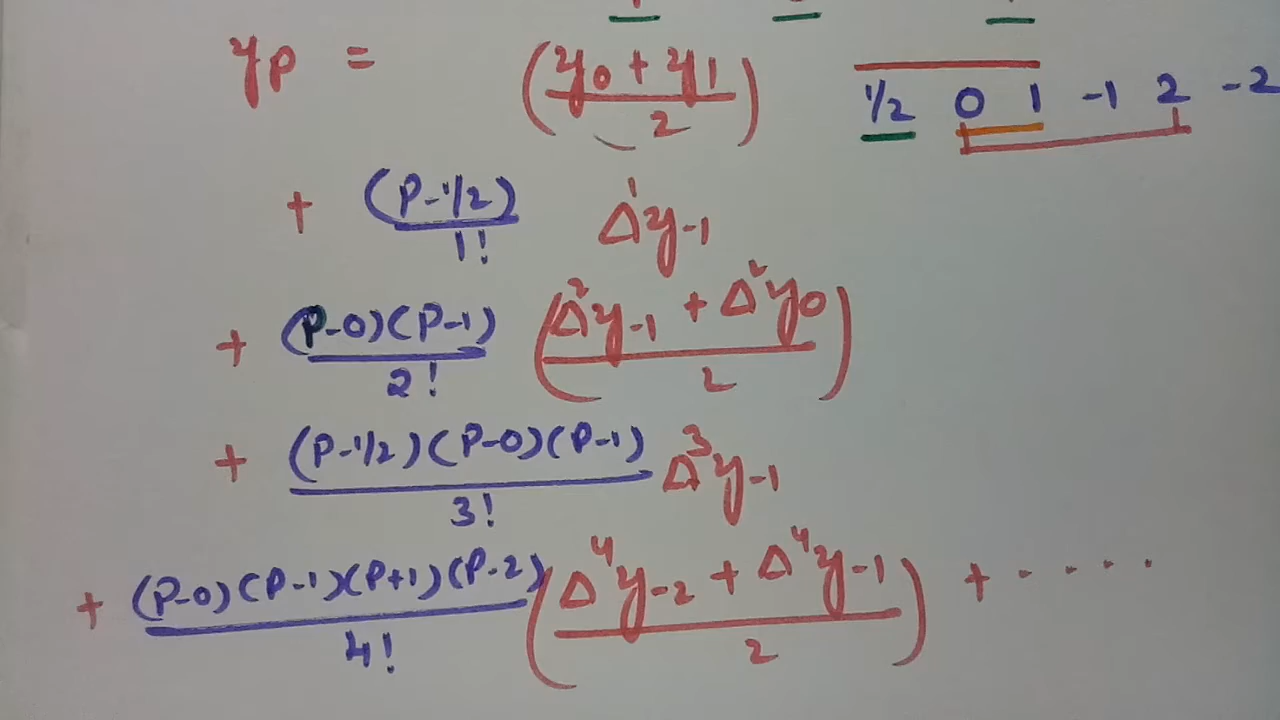 yp = (y0 + y1 / 2) 1/2 0 1 -1 2 -2
+ (P-1/2) / 1! Δ¹y-1
+ (P-0)(P-1) / 2! (Δ²y-1 + Δ²y0 / 2)
+ (P-1/2)(P-0)(P-1) / 3! Δ³y-1
+ (P-0)(P-1)(P+1)(P-2) / 4! (Δ⁴y-2 + Δ⁴y-1 / 2) + - - - -